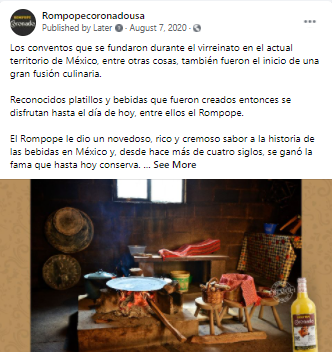 Rompopecoronadousa
Published by Later · August 7, 2020 ·
Los conventos que se fundaron durante el virreinato en el actual
territorio de México, entre otras cosas, también fueron el inicio de una
gran fusión culinaria.
Reconocidos platillos y bebidas que fueron creados entonces se
disfrutan hasta el día de hoy, entre ellos el Rompope.
El Rompope le dio un novedoso, rico y cremoso sabor a la historia de
las bebidas en México y, desde hace más de cuatro siglos, se ganó la
fama que hasta hoy conserva. ... See More
Coronado